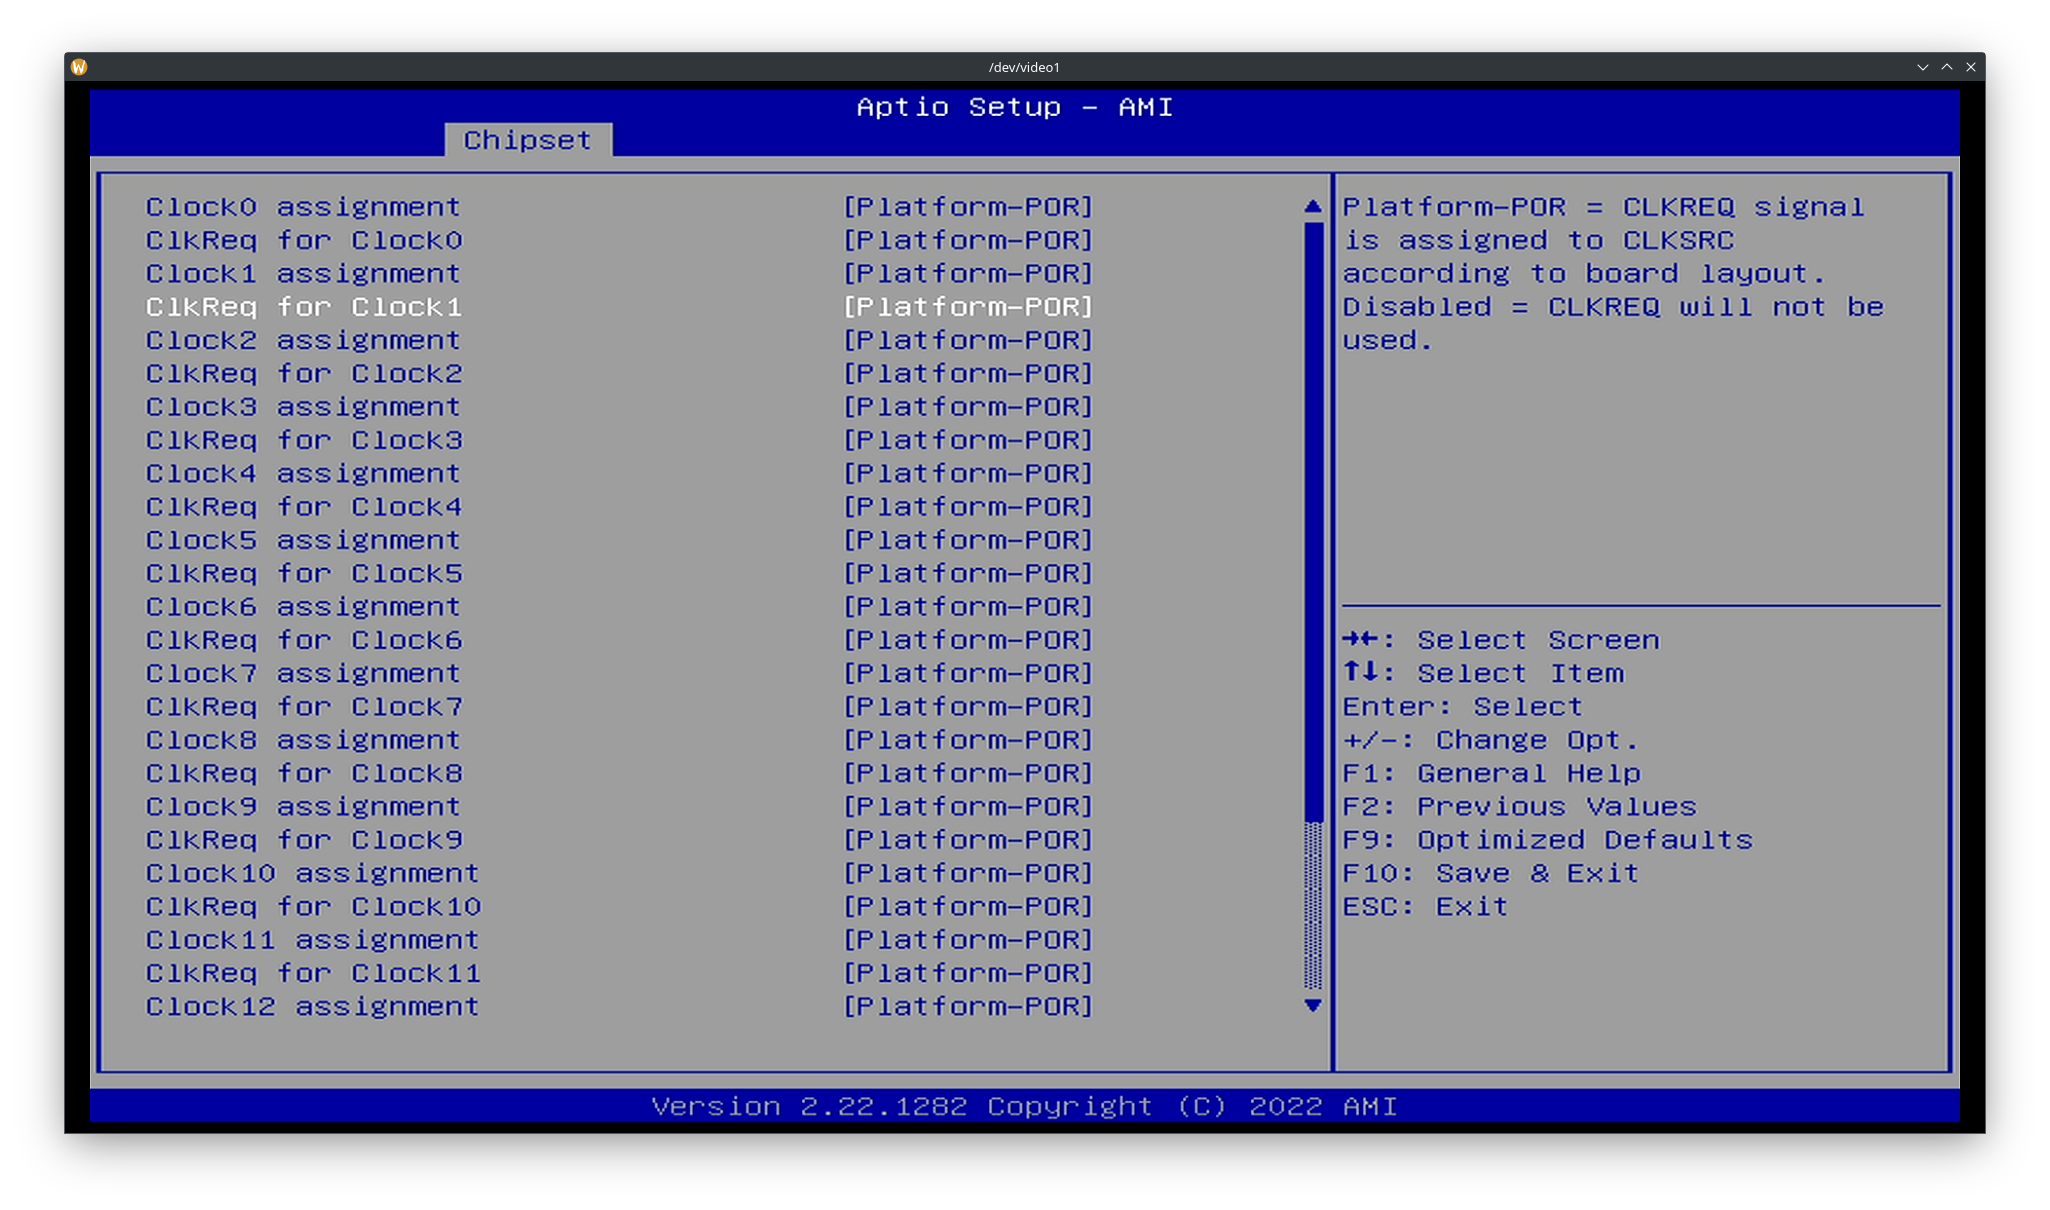 /dev/video1
Aptio Setup - AMI
Chipset
Clock0 assignment [Platform-POR]
ClkReq for Clock0 [Platform-POR]
Clock1 assignment [Platform-POR]
ClkReq for Clock1 [Platform-POR]
Clock2 assignment [Platform-POR]
ClkReq for Clock2 [Platform-POR]
Clock3 assignment [Platform-POR]
ClkReq for Clock3 [Platform-POR]
Clock4 assignment [Platform-POR]
ClkReq for Clock4 [Platform-POR]
Clock5 assignment [Platform-POR]
ClkReq for Clock5 [Platform-POR]
Clock6 assignment [Platform-POR]
ClkReq for Clock6 [Platform-POR]
Clock7 assignment [Platform-POR]
ClkReq for Clock7 [Platform-POR]
Clock8 assignment [Platform-POR]
ClkReq for Clock8 [Platform-POR]
Clock9 assignment [Platform-POR]
ClkReq for Clock9 [Platform-POR]
Clock10 assignment [Platform-POR]
ClkReq for Clock10 [Platform-POR]
Clock11 assignment [Platform-POR]
ClkReq for Clock11 [Platform-POR]
Clock12 assignment [Platform-POR]
Platform-POR = CLKREQ signal
is assigned to CLKSRC
according to board layout.
Disabled = CLKREQ will not be
used.
→←: Select Screen
↑↓: Select Item
Enter: Select
+/-: Change Opt.
F1: General Help
F2: Previous Values
F9: Optimized Defaults
F10: Save & Exit
ESC: Exit
Version 2.22.1282 Copyright (C) 2022 AMI